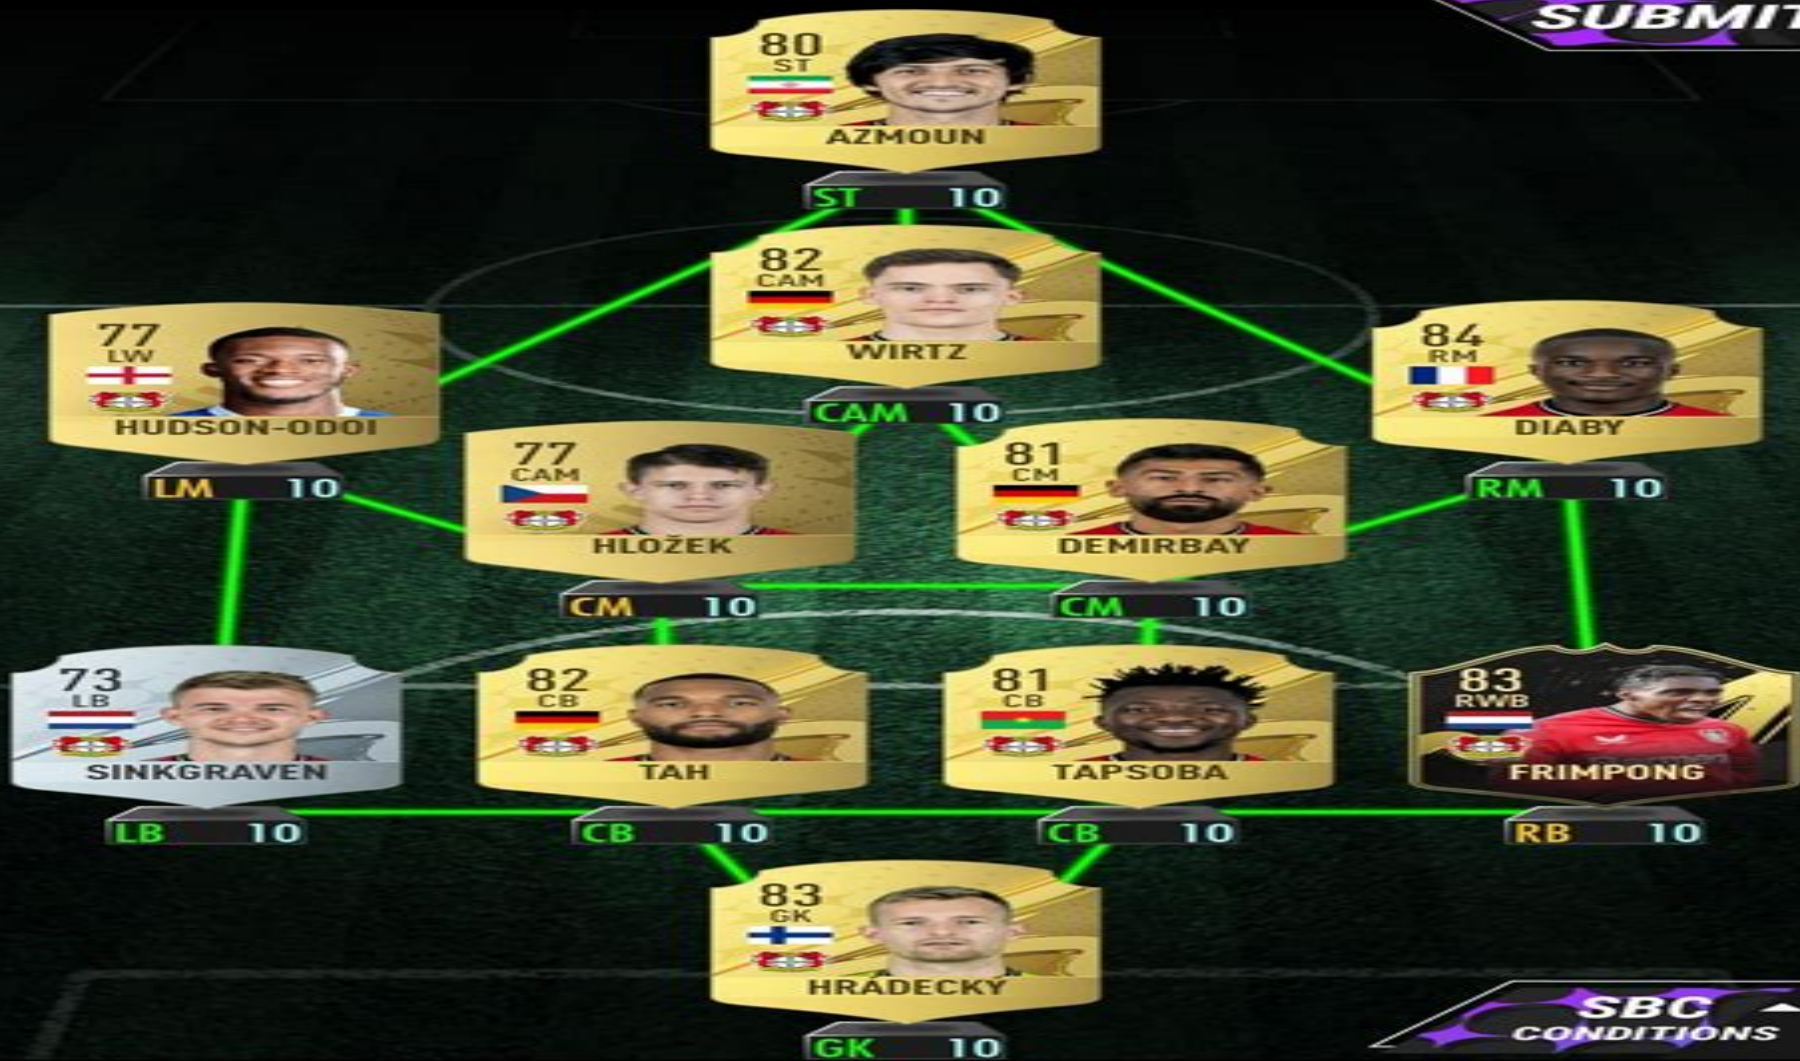 SUBMIT
80
ST
AZMOUN
ST 10
82
CAM
WIRTZ
CAM 10
77
LW
HUDSON-ODOI
LM 10
84
RM
DIABY
RM 10
77
CAM
HLOŽEK
CM 10
81
CM
DEMIRBAY
CM 10
73
LB
SINKGRAVEN
LB 10
82
CB
TAH
CB 10
81
CB
TAPSOBA
CB 10
83
RWB
FRIMPONG
RB 10
83
GK
HRADECKY
GK 10
SBC
CONDITIONS